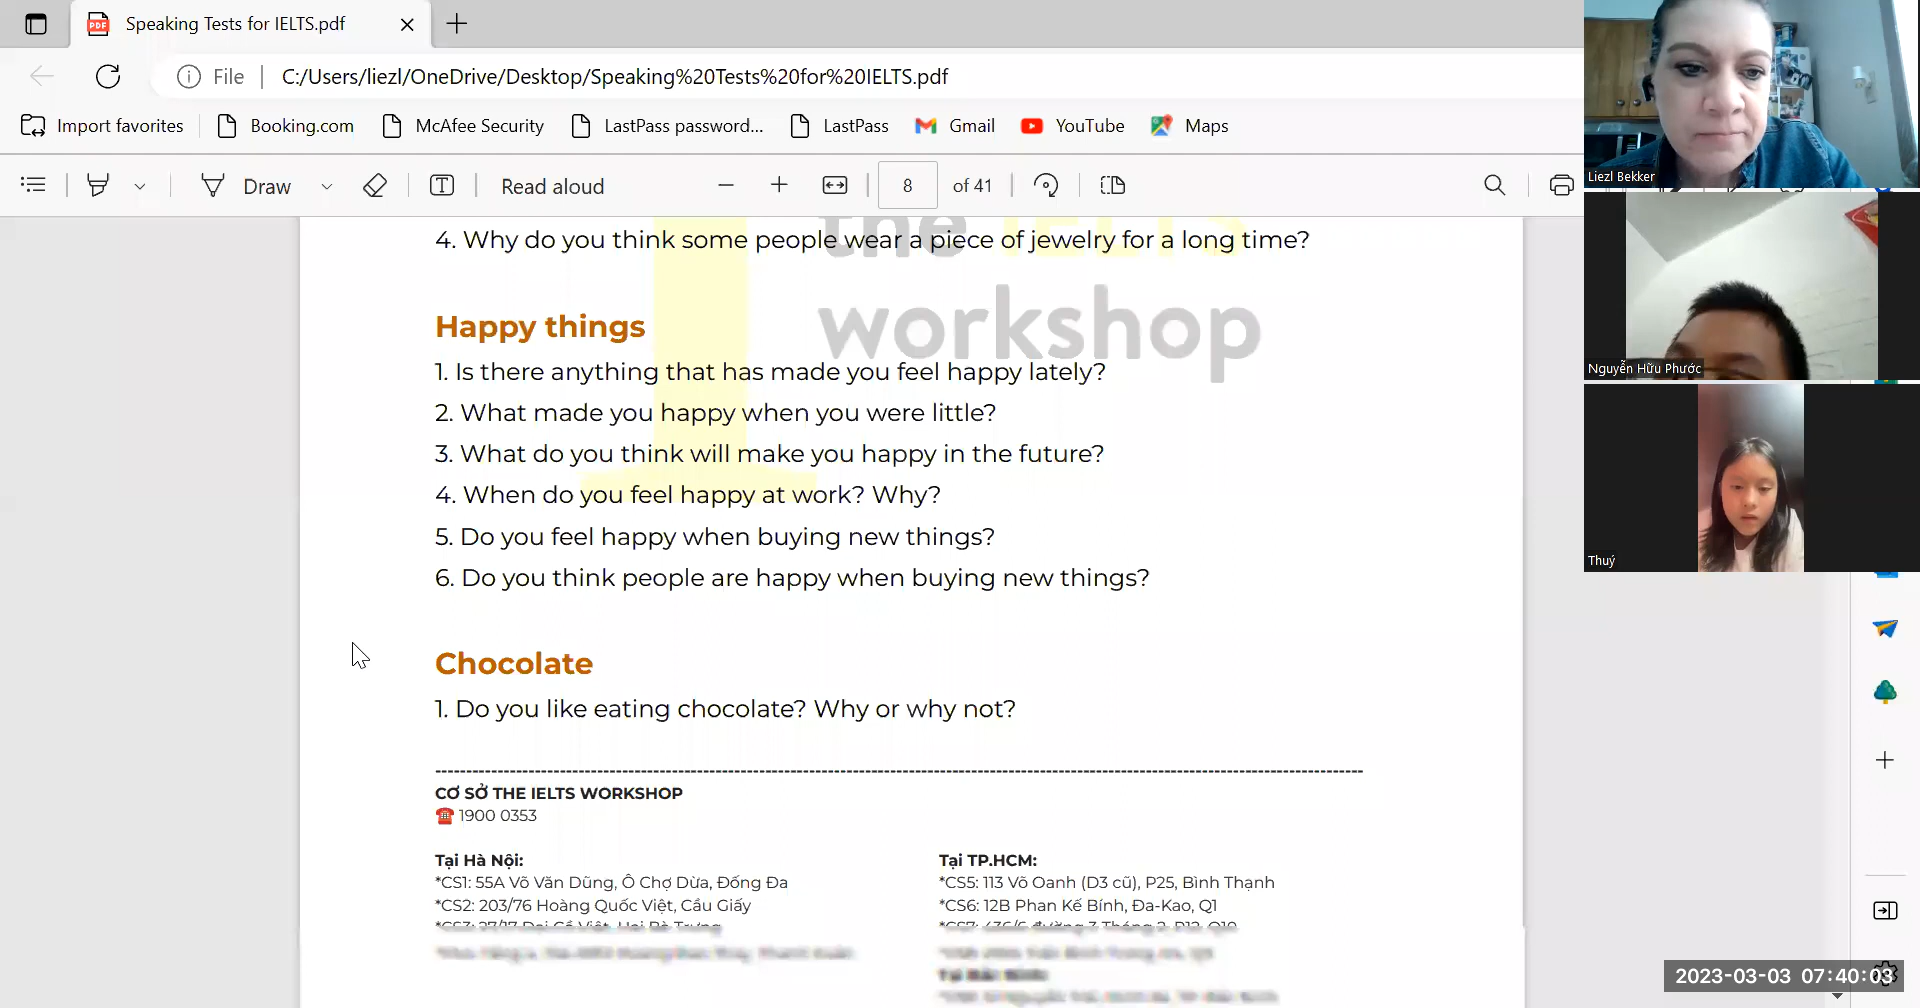 Speaking Tests for IELTS.pdf
File C:/Users/liezl/OneDrive/Desktop/Speaking%20Tests%20for%20IELTS.pdf
Import favorites Booking.com McAfee Security LastPass password... LastPass Gmail YouTube Maps
Draw Read aloud 8 of 41
the IELTS
workshop
4. Why do you think some people wear a piece of jewelry for a long time?
Happy things
1. Is there anything that has made you feel happy lately?
2. What made you happy when you were little?
3. What do you think will make you happy in the future?
4. When do you feel happy at work? Why?
5. Do you feel happy when buying new things?
6. Do you think people are happy when buying new things?
Chocolate
1. Do you like eating chocolate? Why or why not?
CƠ SỞ THE IELTS WORKSHOP
☎ 1900 0353
Tại Hà Nội:
*CS1: 55A Võ Văn Dũng, Ô Chợ Dừa, Đống Đa
*CS2: 203/76 Hoàng Quốc Việt, Cầu Giấy
Tại TP.HCM:
*CS5: 113 Võ Oanh (D3 cũ), P25, Bình Thạnh
*CS6: 12B Phan Kế Bính, Đa-Kao, Q1
Liezl Bekker
Nguyễn Hữu Phước
Thuý
2023-03-03 07:40:03